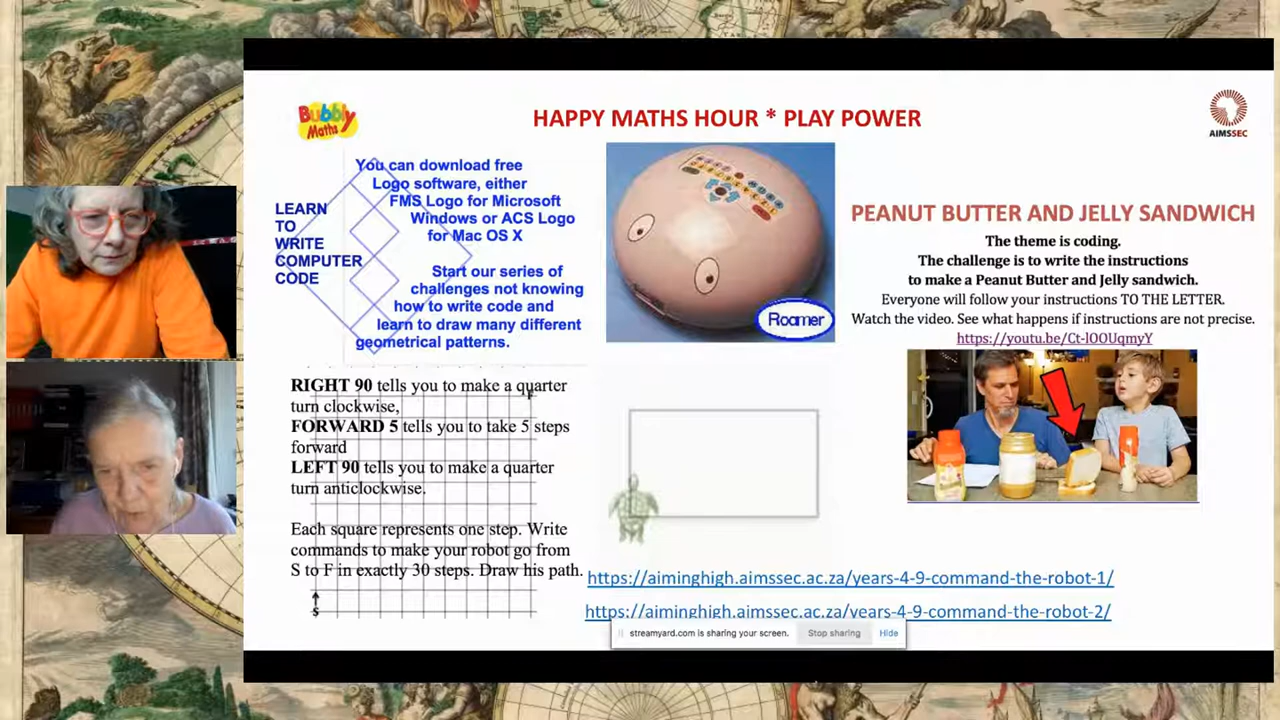 HAPPY MATHS HOUR * PLAY POWER
Bubbly
Maths
AIMSSEC
LEARN
TO
WRITE
COMPUTER
CODE
You can download free
Logo software, either
FMS Logo for Microsoft
Windows or ACS Logo
for Mac OS X
Start our series of
challenges not knowing
how to write code and
learn to draw many different
geometrical patterns.
Roamer
PEANUT BUTTER AND JELLY SANDWICH
The theme is coding.
The challenge is to write the instructions
to make a Peanut Butter and Jelly sandwich.
Everyone will follow your instructions TO THE LETTER.
Watch the video. See what happens if instructions are not precise.
https://youtu.be/Ct-lOOUqmyY
RIGHT 90 tells you to make a quarter
turn clockwise,
FORWARD 5 tells you to take 5 steps
forward
LEFT 90 tells you to make a quarter
turn anticlockwise.
Each square represents one step. Write
commands to make your robot go from
S to F in exactly 30 steps. Draw his path.
S
https://aiminghigh.aimssec.ac.za/years-4-9-command-the-robot-1/
https://aiminghigh.aimssec.ac.za/years-4-9-command-the-robot-2/
streamyard.com is sharing your screen.
Stop sharing
Hide